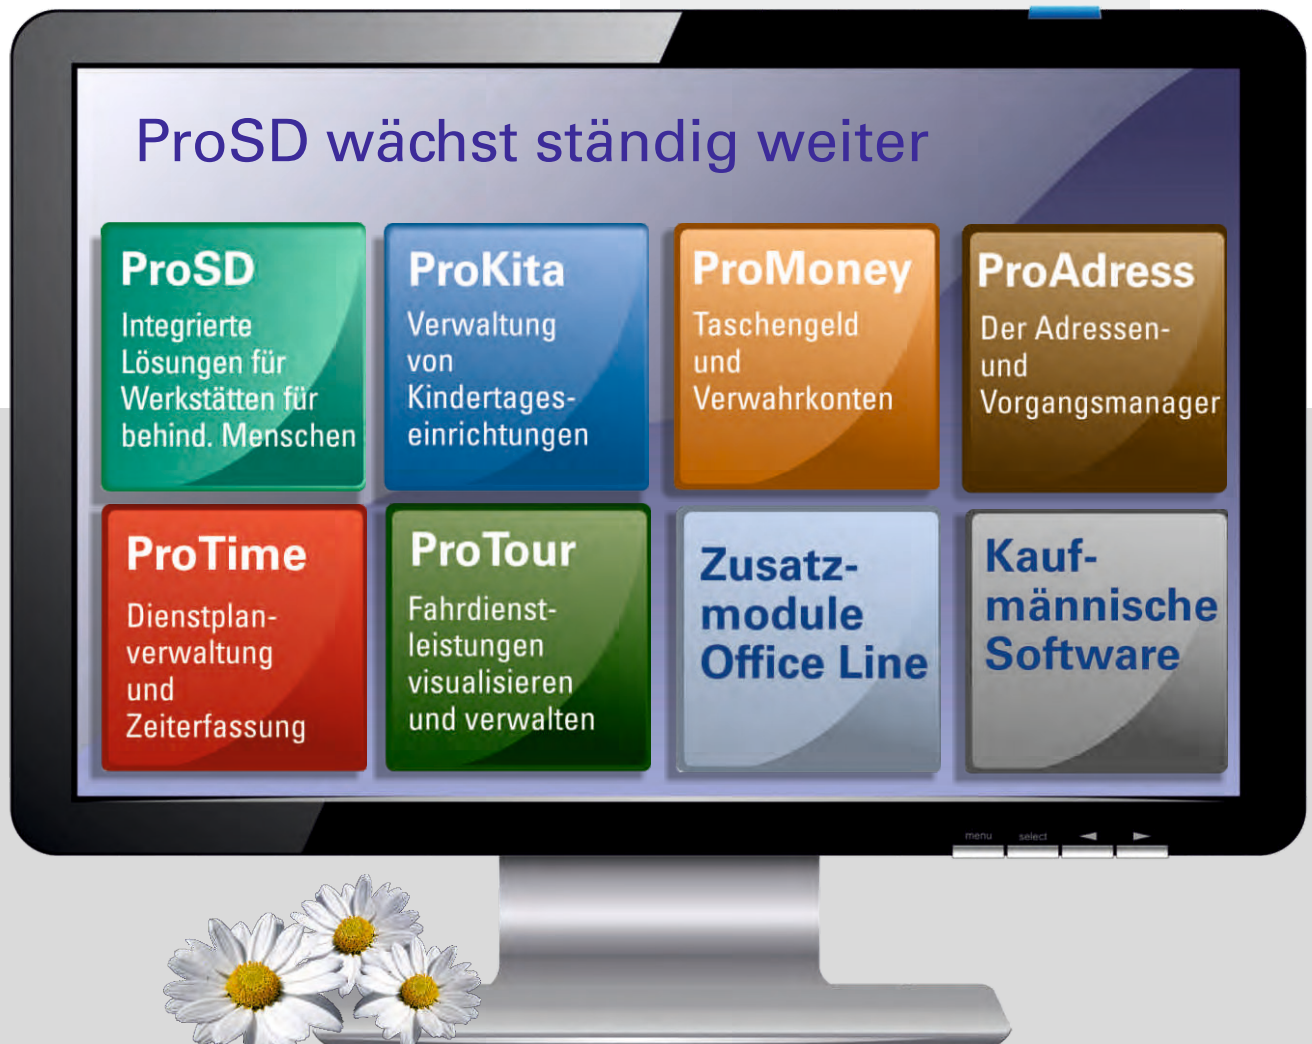 ProSD wächst ständig weiter
ProSD
Integrierte
Lösungen für
Werkstätten für
behind. Menschen
ProKita
Verwaltung
von
Kindertages-
einrichtungen
ProMoney
Taschengeld
und
Verwahrkonten
ProAdress
Der Adressen-
und
Vorgangsmanager
ProTime
Dienstplan-
verwaltung
und
Zeiterfassung
ProTour
Fahrdienst-
leistungen
visualisieren
und verwalten
Zusatz-
module
Office Line
Kauf-
männische
Software
menu select